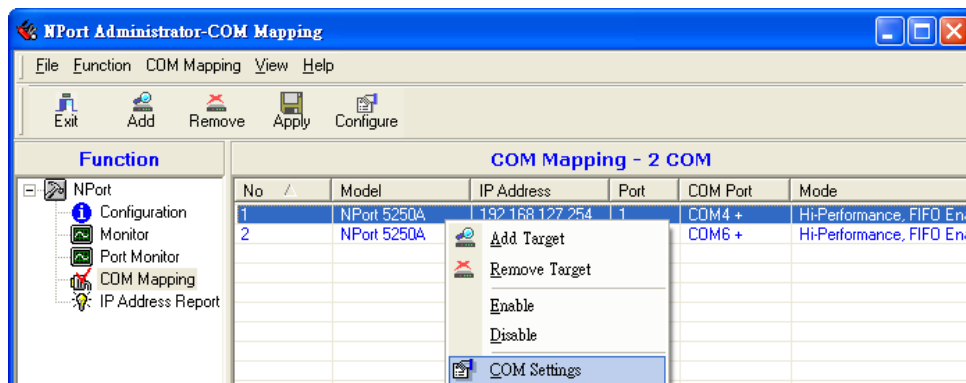 NPort Administrator-COM Mapping
File Function COM Mapping View Help
Exit Add Remove Apply Configure
Function
COM Mapping - 2 COM
NPort
Configuration
Monitor
Port Monitor
COM Mapping
IP Address Report
No Model IP Address Port COM Port Mode
1 NPort 5250A 192.168.127.254 1 COM4 + Hi-Performance, FIFO Ena
2 NPort 5250A COM6 + Hi-Performance, FIFO Ena
Add Target
Remove Target
Enable
Disable
COM Settings